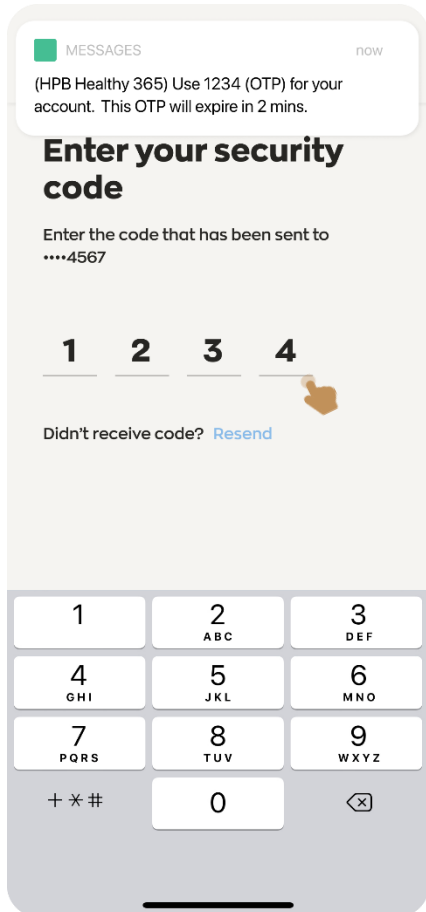 MESSAGES now
(HPB Healthy 365) Use 1234 (OTP) for your
account. This OTP will expire in 2 mins.
Enter your security
code
Enter the code that has been sent to
••••4567
1 2 3 4
Didn't receive code? Resend
1 2 3
ABC DEF
4 5 6
GHI JKL MNO
7 8 9
PQRS TUV WXYZ
+*# 0